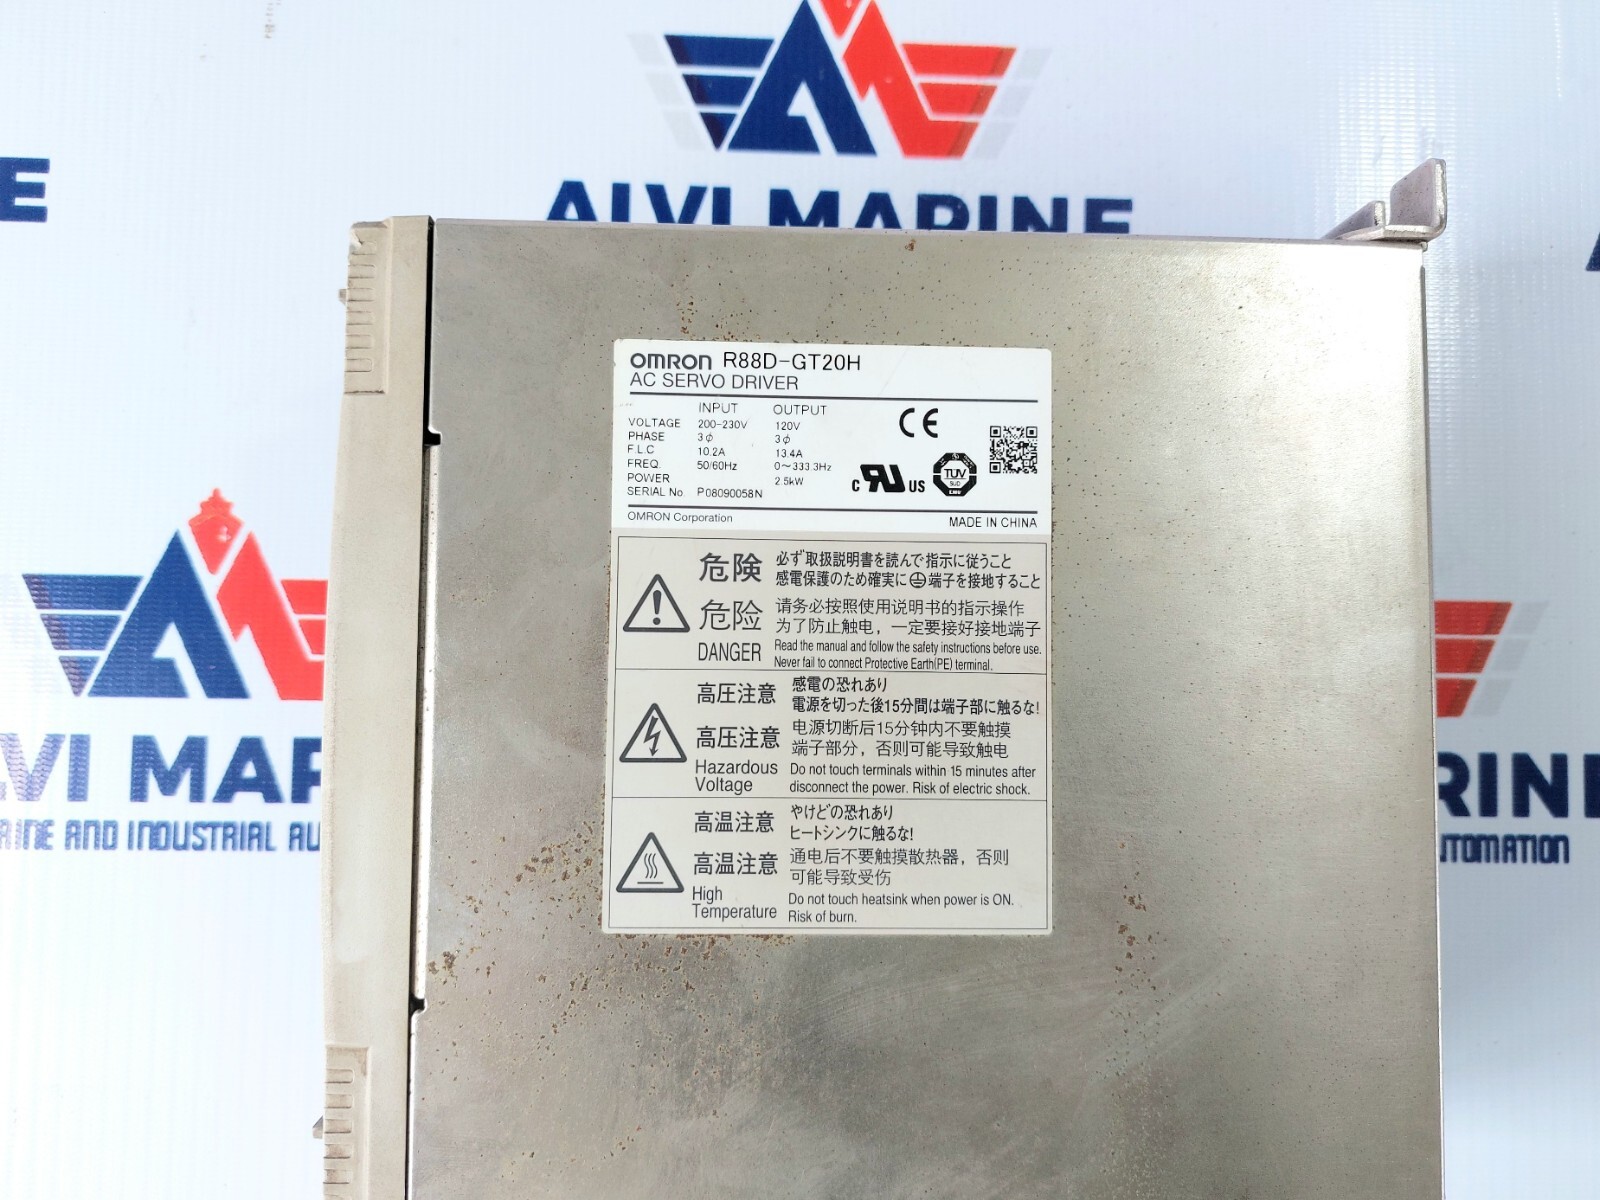 ALVI MARINE
E
OMRON R88D-GT20H
AC SERVO DRIVER
INPUT OUTPUT
VOLTAGE 200-230V 120V
PHASE 3ϕ 3ϕ
F.L.C 10.2A 13.4A
FREQ. 50/60Hz 0~333.3Hz
POWER 2.5kW
SERIAL No. P08090058N
CE
c RU US
TÜV
SÜD
OMRON Corporation MADE IN CHINA
危険 必ず取扱説明書を読んで指示に従うこと
感電保護のため確実に⏚端子を接地すること
危险 请务必按照使用说明书的指示操作
为了防止触电，一定要接好接地端子
DANGER Read the manual and follow the safety instructions before use.
Never fail to connect Protective Earth(PE) terminal.
高圧注意 感電の恐れあり
電源を切った後15分間は端子部に触るな!
高压注意 电源切断后15分钟内不要触摸
端子部分，否则可能导致触电
Hazardous Voltage Do not touch terminals within 15 minutes after
disconnect the power. Risk of electric shock.
高温注意 やけどの恐れあり
ヒートシンクに触るな!
高温注意 通电后不要触摸散热器，否则
可能导致受伤
High Temperature Do not touch heatsink when power is ON.
Risk of burn.
LVI MAR
RINE AND INDUSTRIAL AU
RINE
UTOMATION